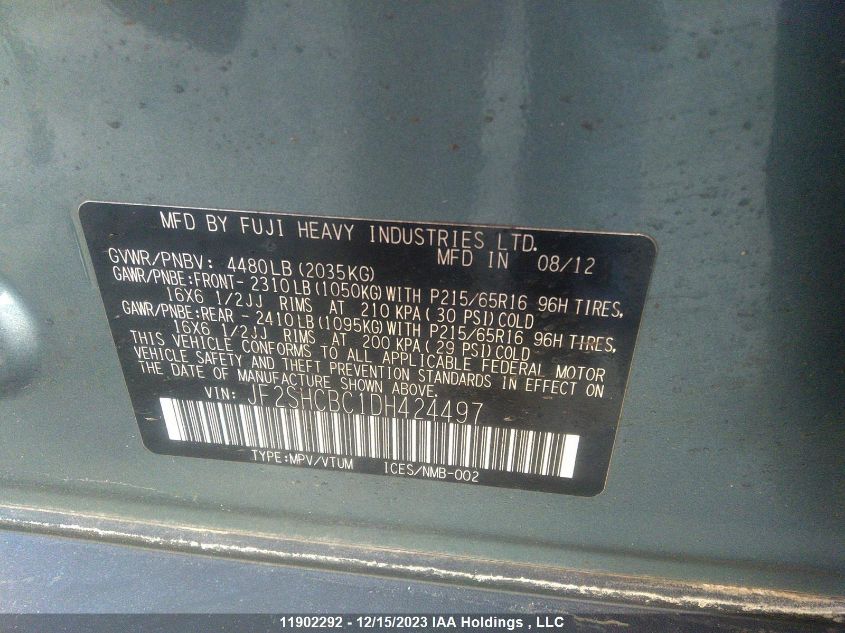 MFD BY FUJI HEAVY INDUSTRIES LTD.
MFD IN 08/12
GVWR/PNBV: 4480LB(2035KG)
GAWR/PNBE:FRONT- 2310LB(1050KG)WITH P215/65R16 96H TIRES,
16X6 1/2JJ RIMS AT 210 KPA(30 PSI)COLD
GAWR/PNBE:REAR - 2410LB(1095KG)WITH P215/65R16 96H TIRES,
16X6 1/2JJ RIMS AT 200 KPA(29 PSI)COLD
THIS VEHICLE CONFORMS TO ALL APPLICABLE FEDERAL MOTOR
VEHICLE SAFETY AND THEFT PREVENTION STANDARDS IN EFFECT ON
THE DATE OF MANUFACTURE SHOWN ABOVE.
VIN: JF2SHCBC1DH424497
TYPE:MPV/VTUM ICES/NMB-002
11902292 - 12/15/2023 IAA Holdings , LLC